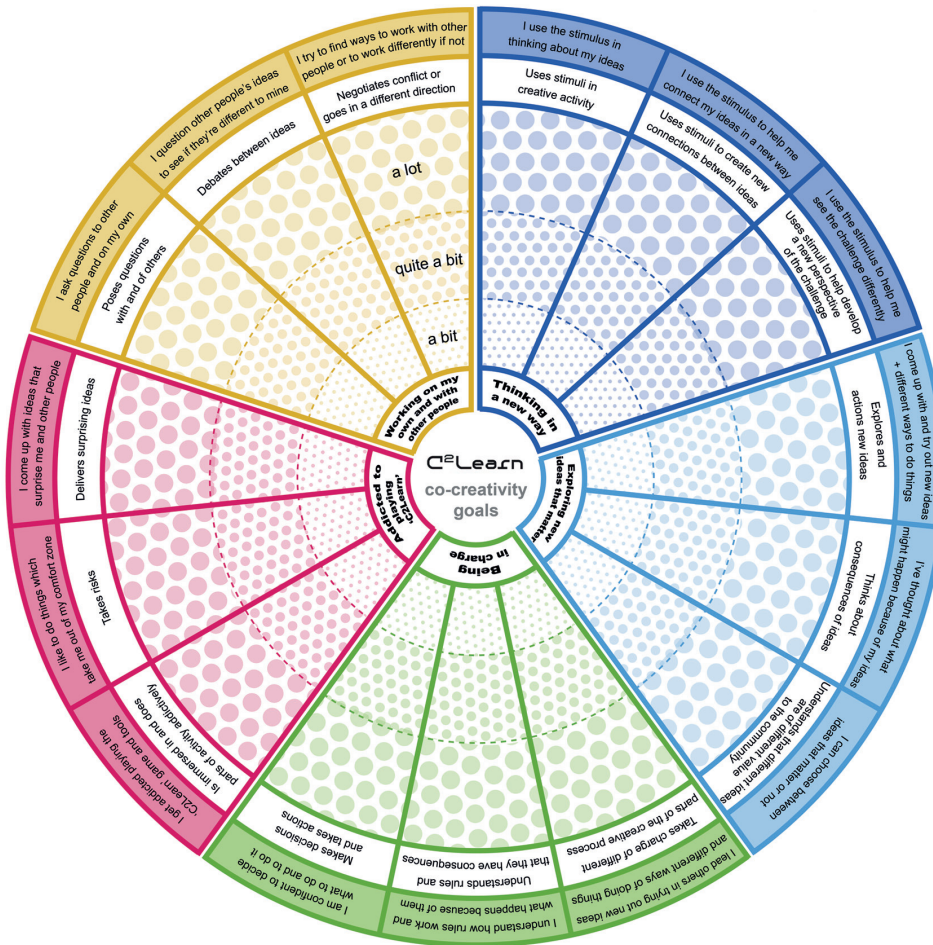 C²Learn
co-creativity
goals
Thinking in
a new way
I use the stimulus in
thinking about my ideas
Uses stimuli in
creative activity
I use the stimulus to help me
connect my ideas in a new way
Uses stimuli to create new
connections between ideas
I use the stimulus to help me
see the challenge differently
Uses stimuli to help develop
a new perspective
of the challenge
Exploring new
ideas that matter
I come up with and try out new ideas
+ different ways to do things
Explores and
actions new ideas
I've thought about what
might happen because of my ideas
Thinks about
consequences of ideas
I can choose between
ideas that matter or not
Understands that different ideas
are of different value
to the community
Being
in charge
I lead others in trying out new ideas
and different ways of doing things
Takes charge of different
parts of the creative process
I understand how rules work and
what happens because of them
Understands rules and
that they have consequences
I am confident to decide
what to do and to do it
Makes decisions
and takes actions
Addicted to
playing
'C2Learn'
I get addicted playing the
'C2Learn' game and tools
Is immersed in and does
parts of activity addictively
I like to do things which
take me out of my comfort zone
Takes risks
I come up with ideas that
surprise me and other people
Delivers surprising ideas
Working on my
own and with
other people
I ask questions to other
people and on my own
Poses questions
with and of others
I question other people's ideas
to see if they're different to mine
Debates between ideas
I try to find ways to work with other
people or to work differently if not
Negotiates conflict or
goes in a different direction
a lot
quite a bit
a bit